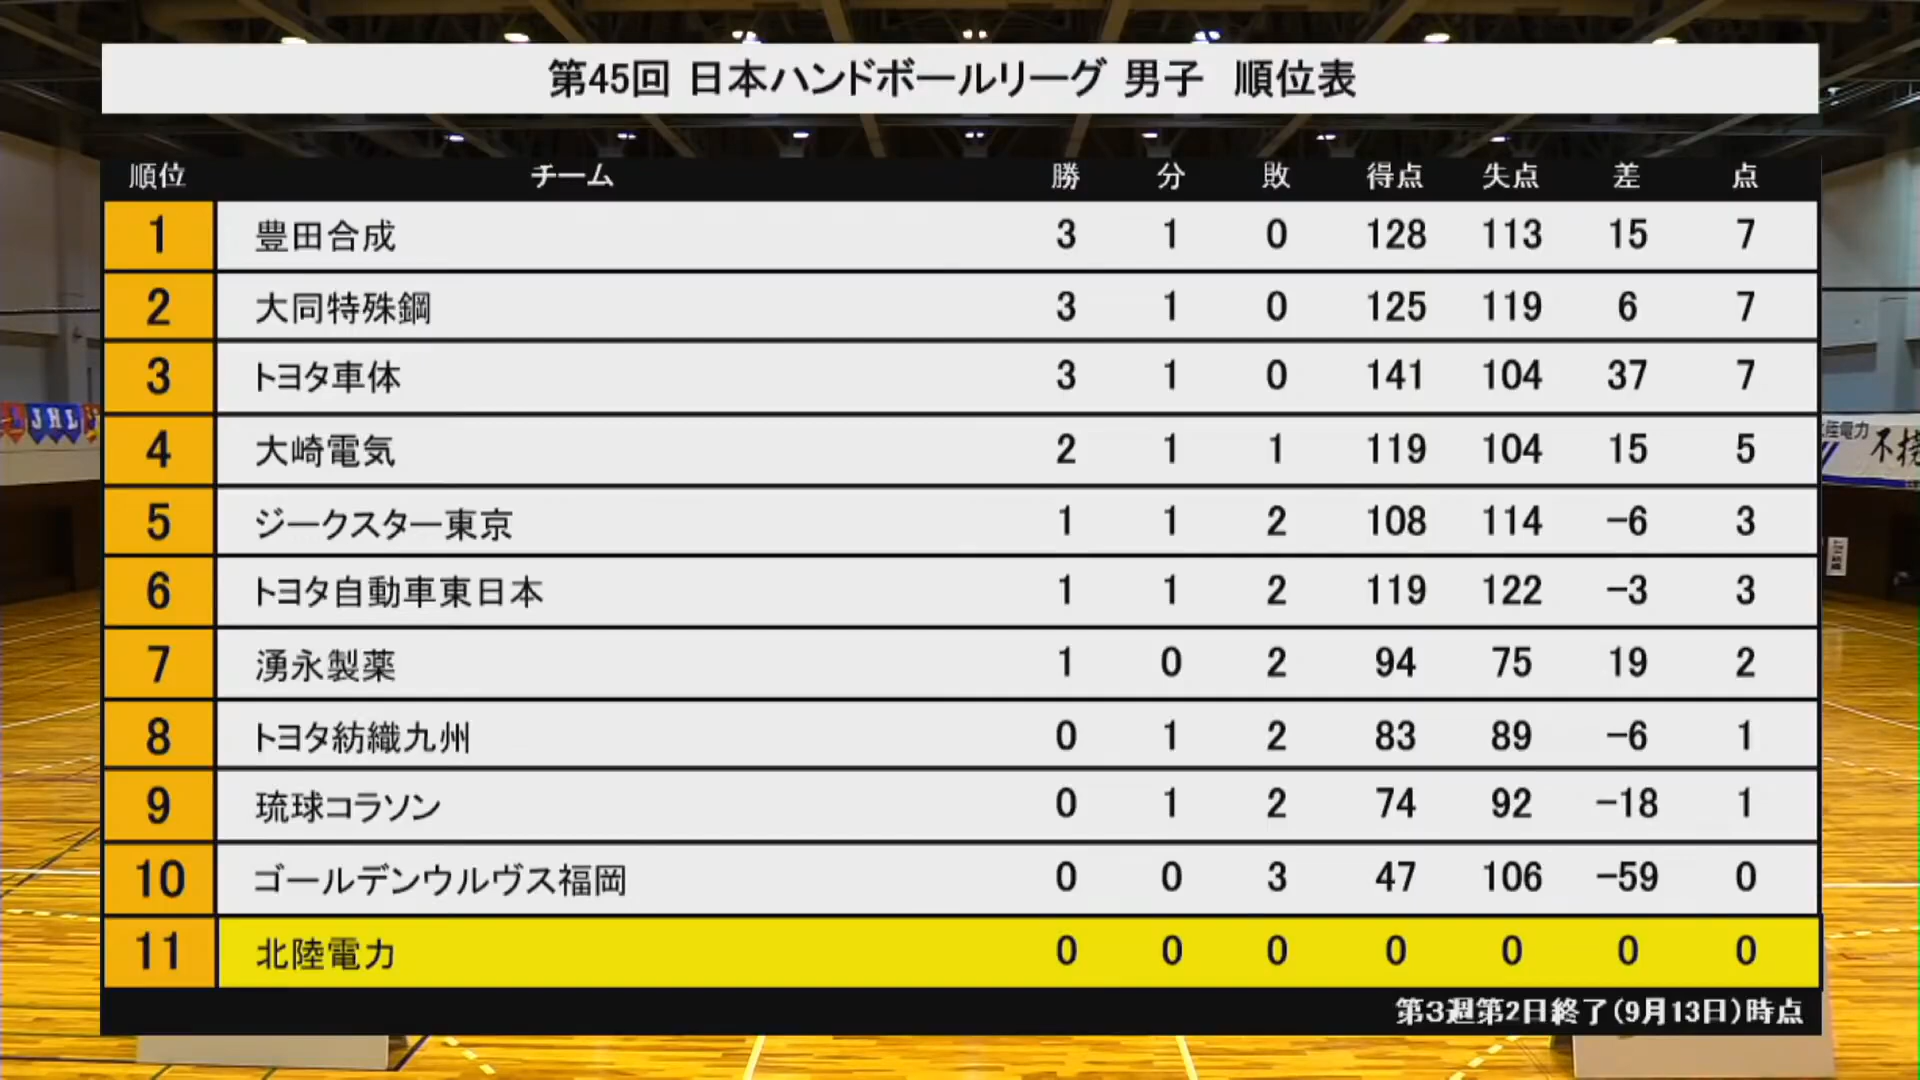 第45回 日本ハンドボールリーグ 男子 順位表
順位 チーム 勝 分 敗 得点 失点 差 点
1 豊田合成 3 1 0 128 113 15 7
2 大同特殊鋼 3 1 0 125 119 6 7
3 トヨタ車体 3 1 0 141 104 37 7
4 大崎電気 2 1 1 119 104 15 5
5 ジークスター東京 1 1 2 108 114 -6 3
6 トヨタ自動車東日本 1 1 2 119 122 -3 3
7 湧永製薬 1 0 2 94 75 19 2
8 トヨタ紡織九州 0 1 2 83 89 -6 1
9 琉球コラソン 0 1 2 74 92 -18 1
10 ゴールデンウルヴス福岡 0 0 3 47 106 -59 0
11 北陸電力 0 0 0 0 0 0 0
第3週第2日終了(9月13日)時点
JHL
陸電力
不撓